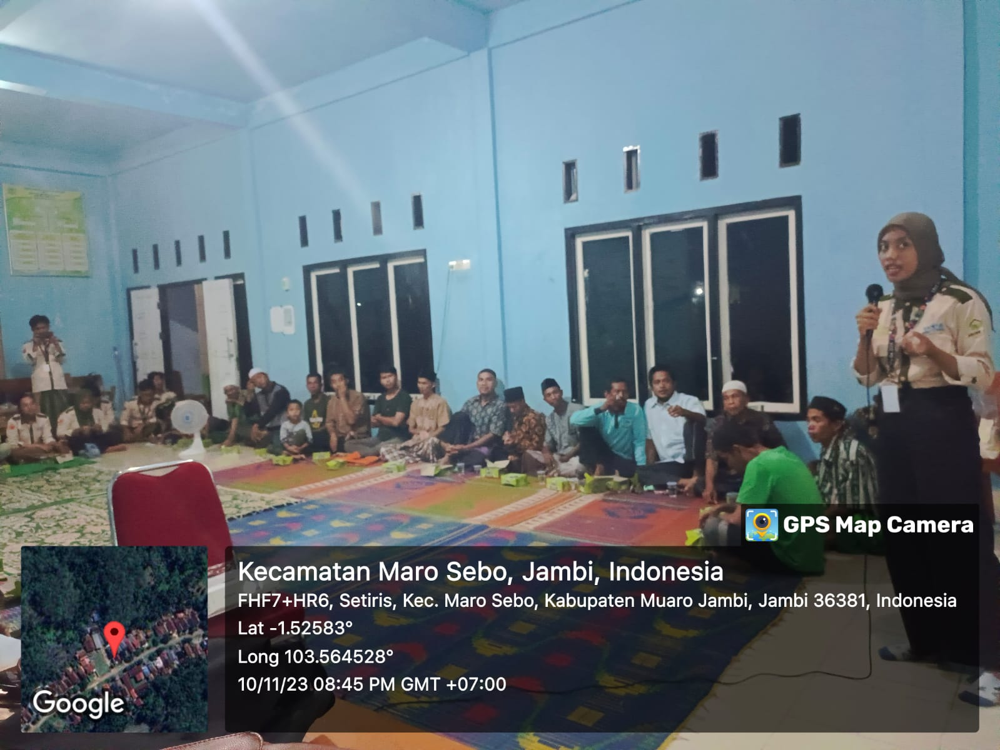 GPS Map Camera
Kecamatan Maro Sebo, Jambi, Indonesia
FHF7+HR6, Setiris, Kec. Maro Sebo, Kabupaten Muaro Jambi, Jambi 36381, Indonesia
Lat -1.52583°
Long 103.564528°
10/11/23 08:45 PM GMT +07:00
Google